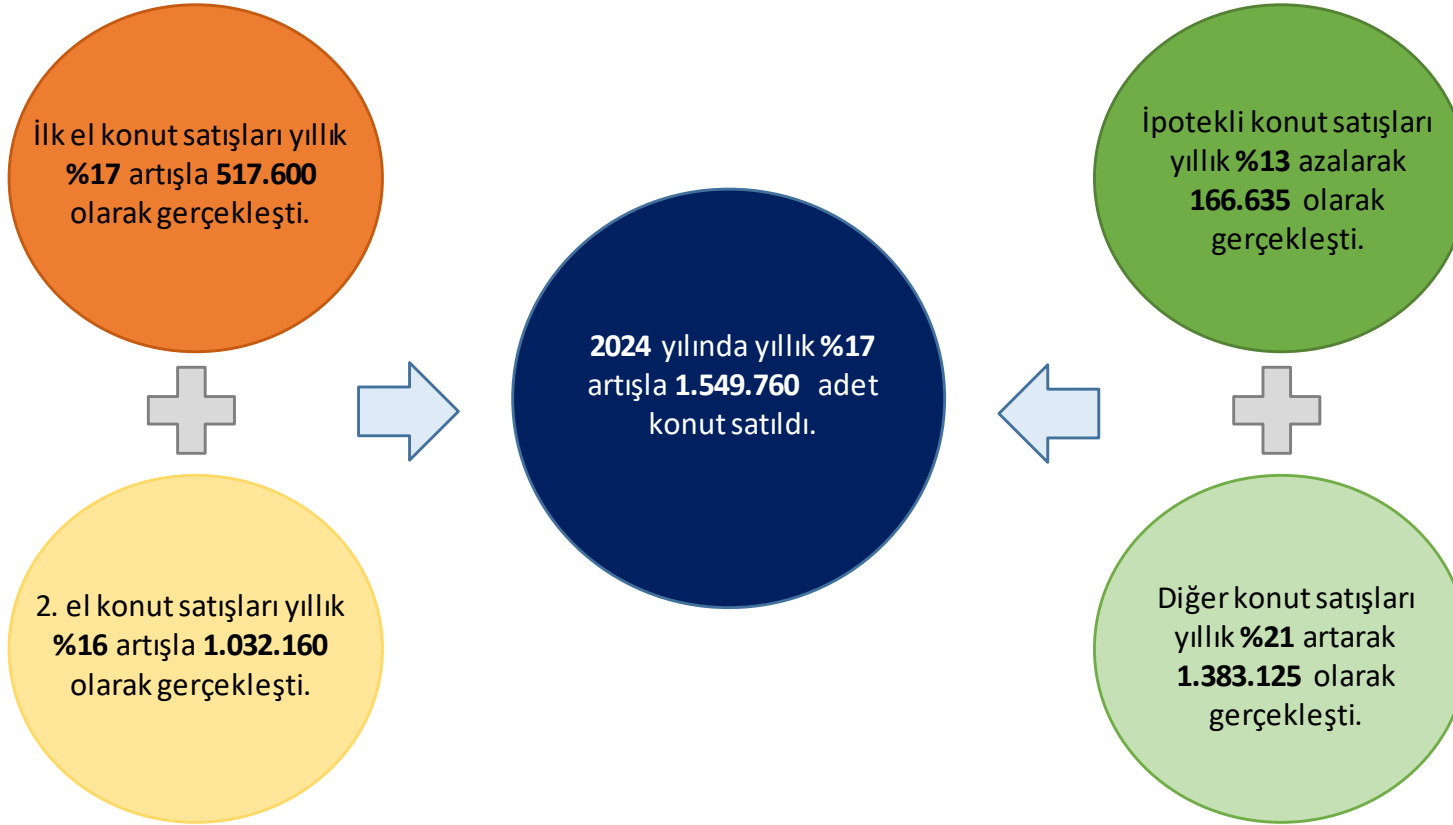 İlk el konut satışları yıllık
%17 artışla 517.600
olarak gerçekleşti.
2. el konut satışları yıllık
%16 artışla 1.032.160
olarak gerçekleşti.
2024 yılında yıllık %17
artışla 1.549.760 adet
konut satıldı.
İpotekli konut satışları
yıllık %13 azalarak
166.635 olarak
gerçekleşti.
Diğer konut satışları
yıllık %21 artarak
1.383.125 olarak
gerçekleşti.